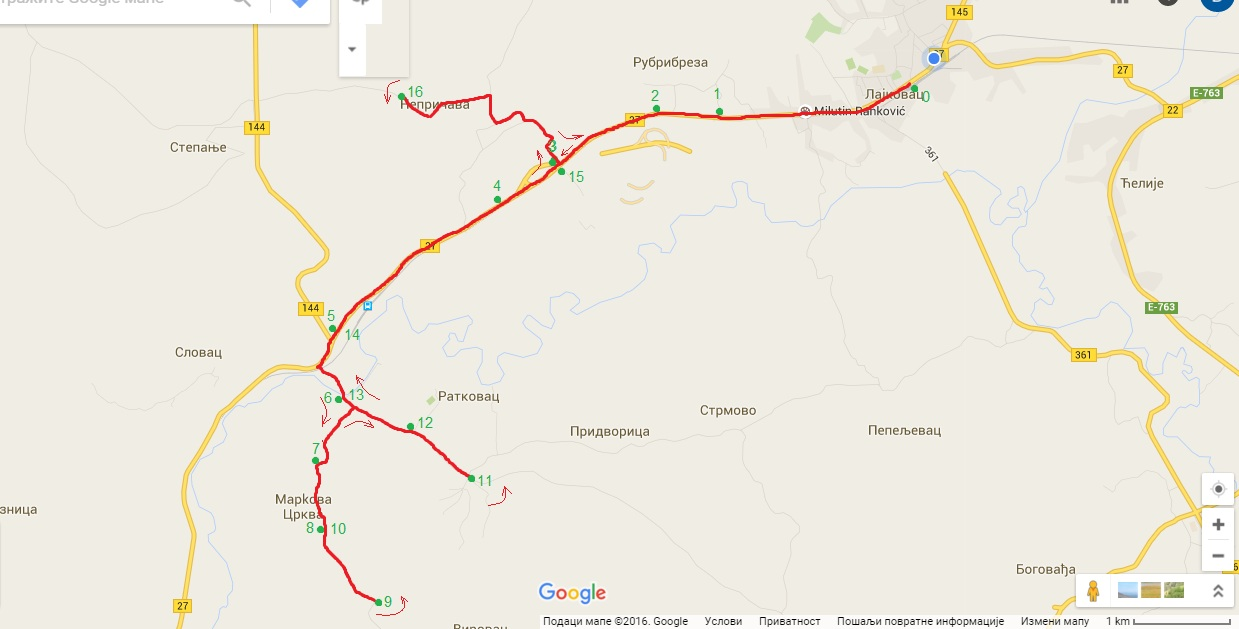 тражите Google мапе
145
27
Рубрибреза
27
Е-763
22
16
Непричава
2
1
Лајковац
0
Milutin Ranković
27
144
Степање
3
15
361
Ћелије
4
27
144
5
14
Е-763
361
Словац
6
13
Ратковац
12
Стрмово
Придворица
Пепељевац
7
11
Маркова
Црква
зница
8
10
Боговађа
9
27
Google
Подаци мапе ©2016. Google
Услови
Приватност
Пошаљи повратне информације
Измени мапу
1 km